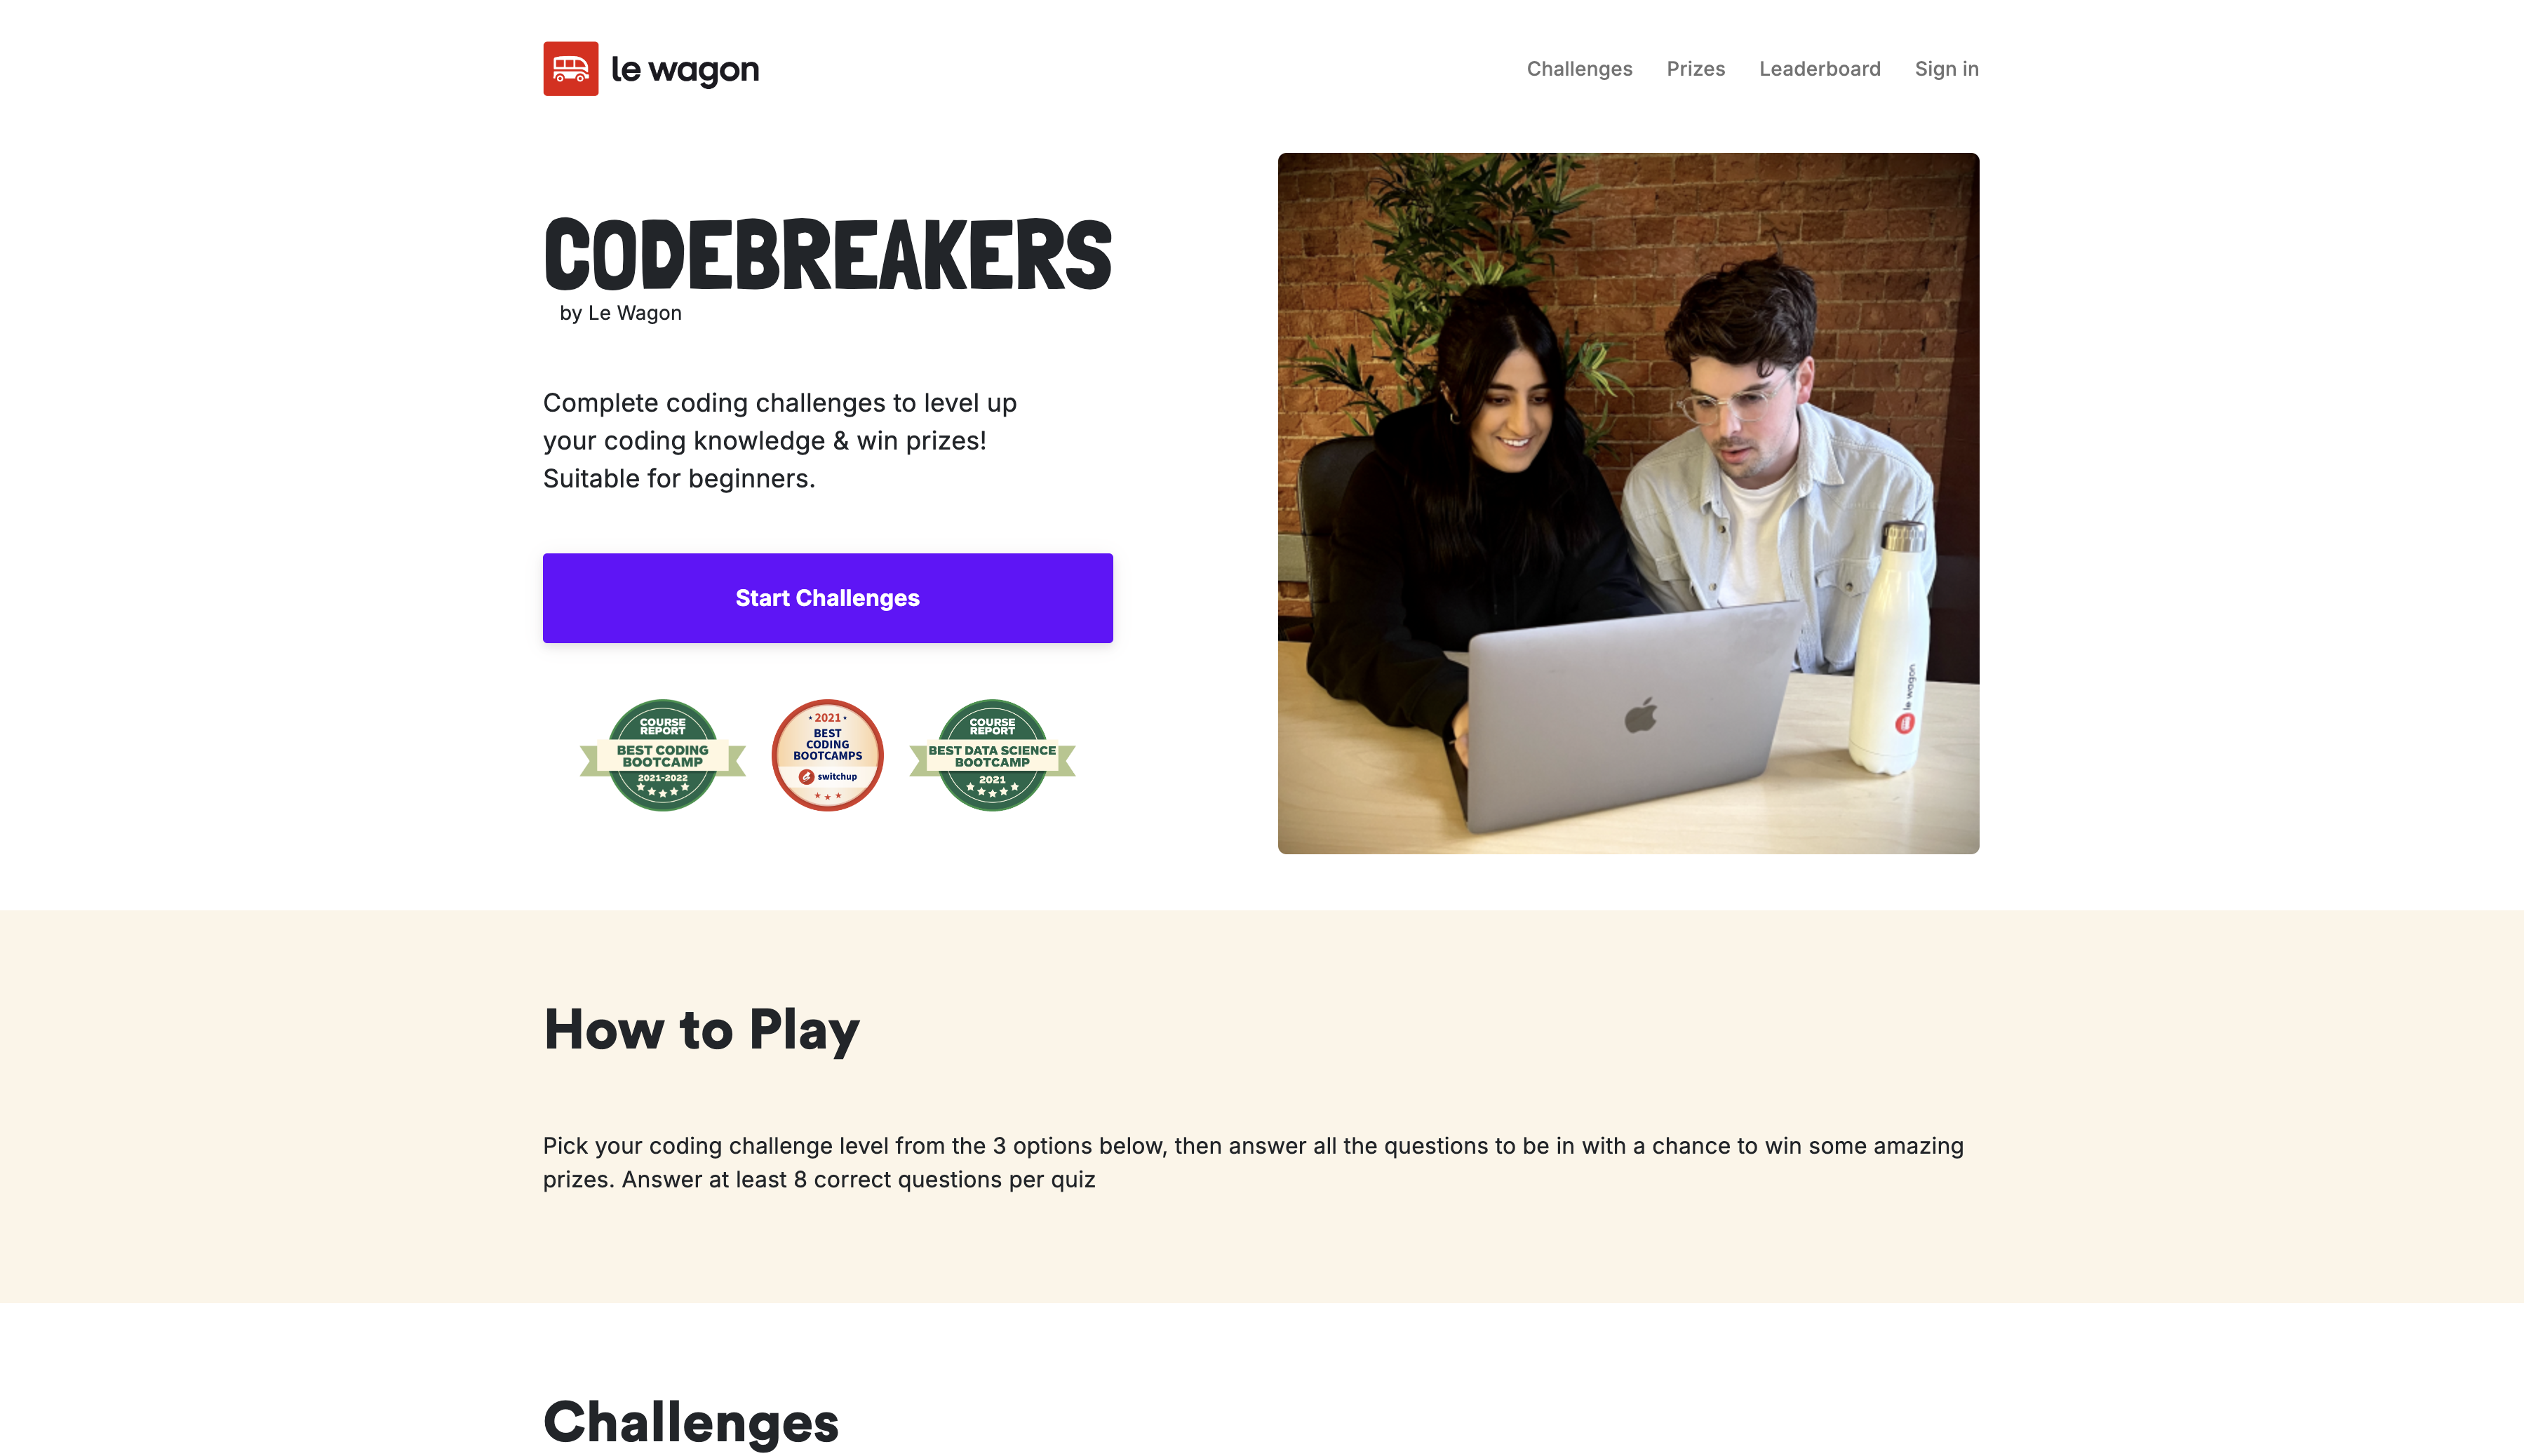 le wagon
Challenges
Prizes
Leaderboard
Sign in
CODEBREAKERS
by Le Wagon
Complete coding challenges to level up
your coding knowledge & win prizes!
Suitable for beginners.
Start Challenges
COURSE
REPORT
BEST CODING
BOOTCAMP
2021-2022
2021
BEST
CODING
BOOTCAMPS
switchup
COURSE
REPORT
BEST DATA SCIENCE
BOOTCAMP
2021
le wagon
How to Play
Pick your coding challenge level from the 3 options below, then answer all the questions to be in with a chance to win some amazing
prizes. Answer at least 8 correct questions per quiz
Challenges